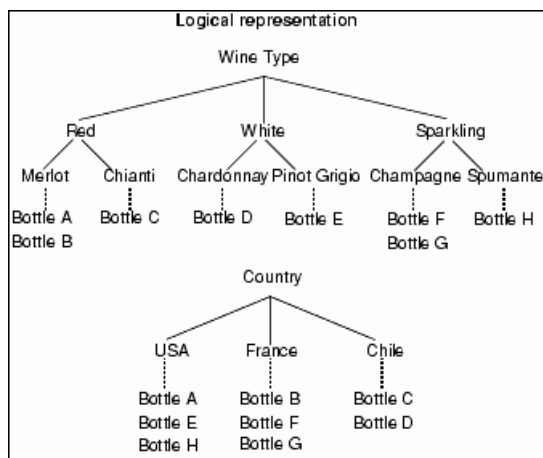 Logical representation
Wine Type
Red White Sparkling
Merlot Chianti Chardonnay Pinot Grigio Champagne Spumante
Bottle A Bottle C Bottle D Bottle E Bottle F Bottle H
Bottle B Bottle G
Country
USA France Chile
Bottle A Bottle B Bottle C
Bottle E Bottle F Bottle D
Bottle H Bottle G